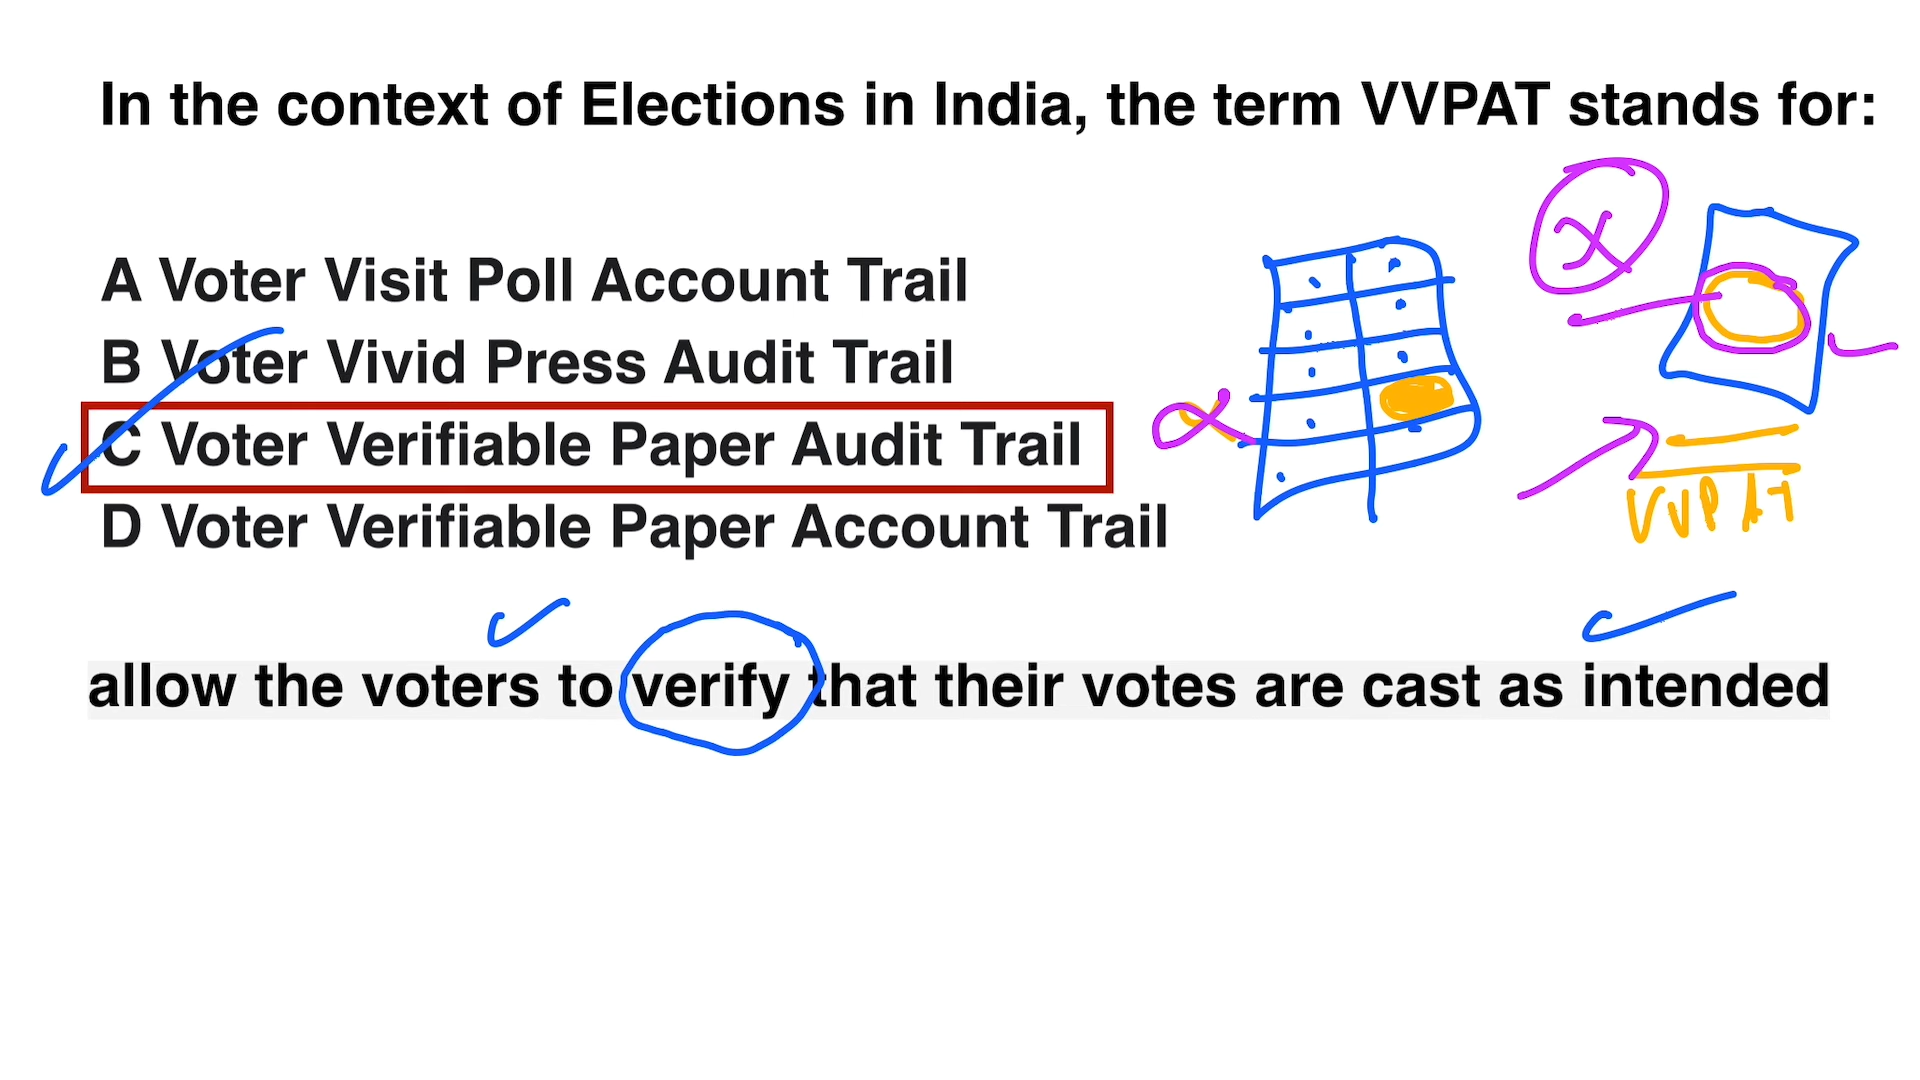 In the context of Elections in India, the term VVPAT stands for:
A Voter Visit Poll Account Trail
B Voter Vivid Press Audit Trail
C Voter Verifiable Paper Audit Trail
D Voter Verifiable Paper Account Trail
X
VVPAT
allow the voters to verify that their votes are cast as intended